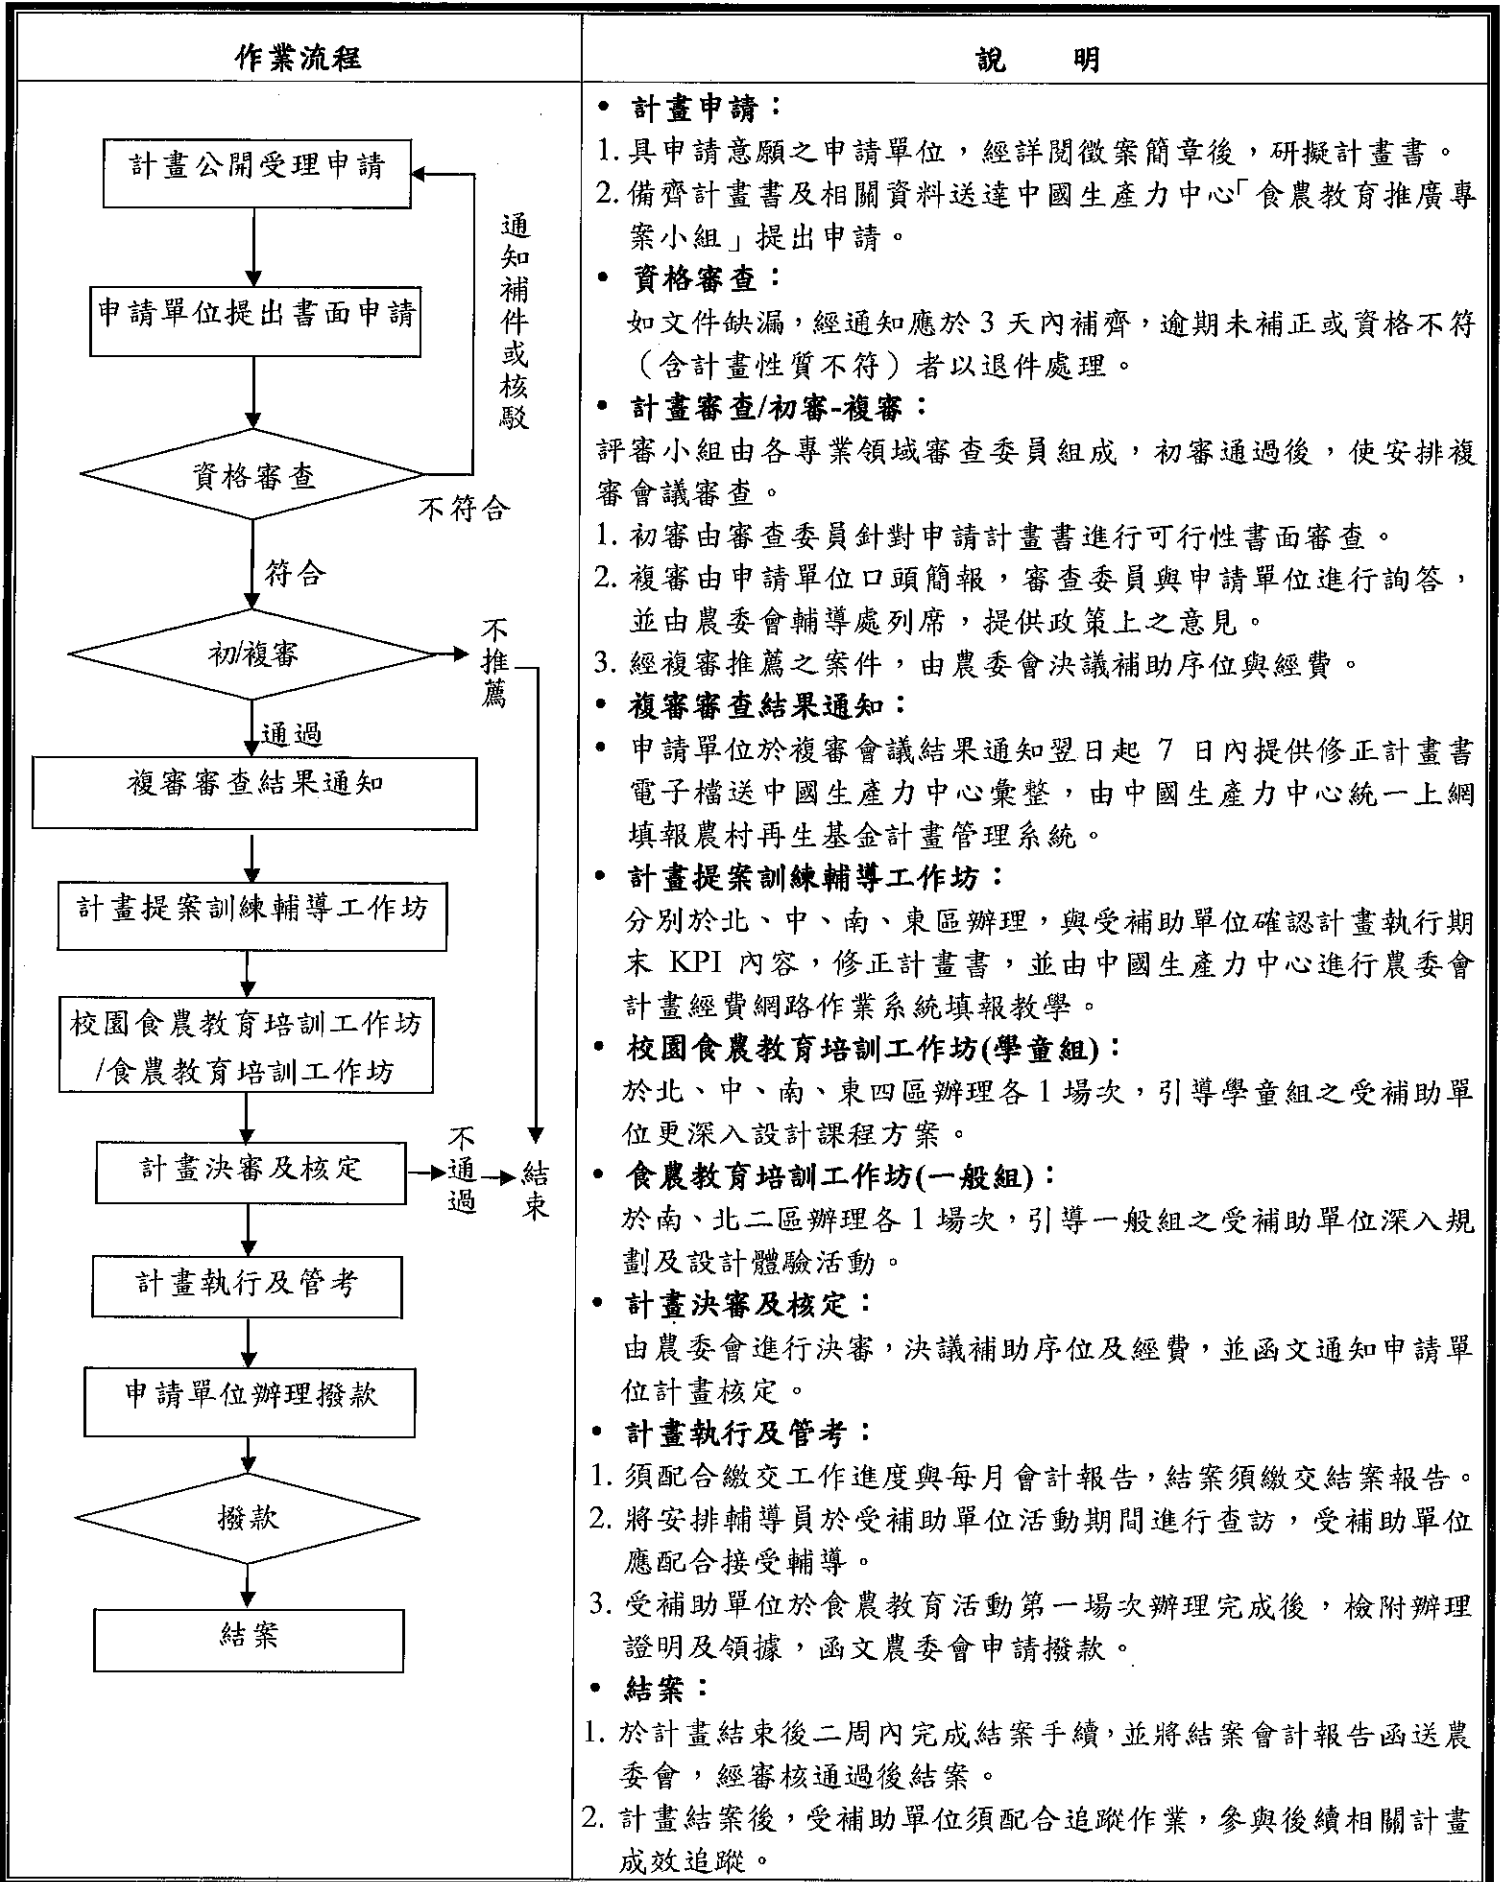 作業流程
計畫公開受理申請
通知補件或核駁
申請單位提出書面申請
資格審查
不符合
符合
初/複審
不推薦
通過
複審審查結果通知
計畫提案訓練輔導工作坊
校園食農教育培訓工作坊
/食農教育培訓工作坊
計畫決審及核定
不通過
結束
計畫執行及管考
申請單位辦理撥款
撥款
結案
說　明
• 計畫申請：
1. 具申請意願之申請單位，經詳閱徵案簡章後，研擬計畫書。
2. 備齊計畫書及相關資料送達中國生產力中心「食農教育推廣專
案小組」提出申請。
• 資格審查：
如文件缺漏，經通知應於 3 天內補齊，逾期未補正或資格不符
（含計畫性質不符）者以退件處理。
• 計畫審查/初審-複審：
評審小組由各專業領域審查委員組成，初審通過後，使安排複
審會議審查。
1. 初審由審查委員針對申請計畫書進行可行性書面審查。
2. 複審由申請單位口頭簡報，審查委員與申請單位進行詢答，
並由農委會輔導處列席，提供政策上之意見。
3. 經複審推薦之案件，由農委會決議補助序位與經費。
• 複審審查結果通知：
• 申請單位於複審會議結果通知翌日起 7 日內提供修正計畫書
電子檔送中國生產力中心彙整，由中國生產力中心統一上網
填報農村再生基金計畫管理系統。
• 計畫提案訓練輔導工作坊：
分別於北、中、南、東區辦理，與受補助單位確認計畫執行期
末 KPI 內容，修正計畫書，並由中國生產力中心進行農委會
計畫經費網路作業系統填報教學。
• 校園食農教育培訓工作坊(學童組)：
於北、中、南、東四區辦理各 1 場次，引導學童組之受補助單
位更深入設計課程方案。
• 食農教育培訓工作坊(一般組)：
於南、北二區辦理各 1 場次，引導一般組之受補助單位深入規
劃及設計體驗活動。
• 計畫決審及核定：
由農委會進行決審，決議補助序位及經費，並函文通知申請單
位計畫核定。
• 計畫執行及管考：
1. 須配合繳交工作進度與每月會計報告，結案須繳交結案報告。
2. 將安排輔導員於受補助單位活動期間進行查訪，受補助單位
應配合接受輔導。
3. 受補助單位於食農教育活動第一場次辦理完成後，檢附辦理
證明及領據，函文農委會申請撥款。
• 結案：
1. 於計畫結束後二周內完成結案手續，並將結案會計報告函送農
委會，經審核通過後結案。
2. 計畫結案後，受補助單位須配合追蹤作業，參與後續相關計畫
成效追蹤。